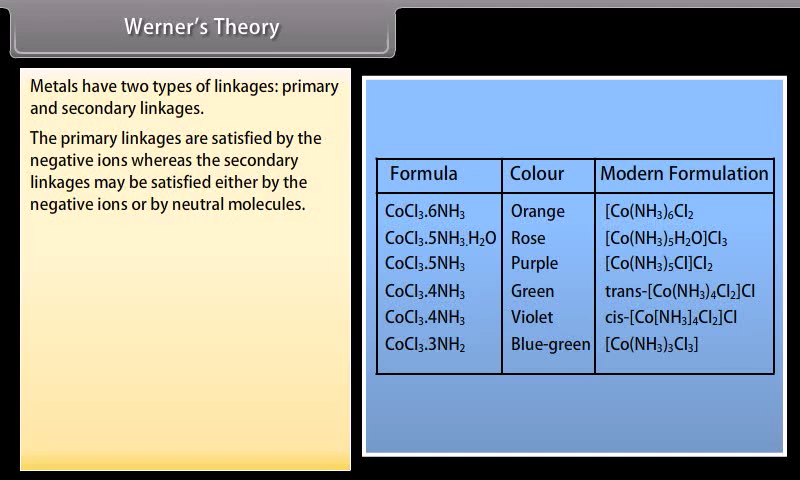 Werner's Theory
Metals have two types of linkages: primary
and secondary linkages.
The primary linkages are satisfied by the
negative ions whereas the secondary
linkages may be satisfied either by the
negative ions or by neutral molecules.
Formula Colour Modern Formulation
CoCl₃.6NH₃ Orange [Co(NH₃)₆Cl₂
CoCl₃.5NH₃.H₂O Rose [Co(NH₃)₅H₂O]Cl₃
CoCl₃.5NH₃ Purple [Co(NH₃)₅Cl]Cl₂
CoCl₃.4NH₃ Green trans-[Co(NH₃)₄Cl₂]Cl
CoCl₃.4NH₃ Violet cis-[Co[NH₃]₄Cl₂]Cl
CoCl₃.3NH₂ Blue-green [Co(NH₃)₃Cl₃]